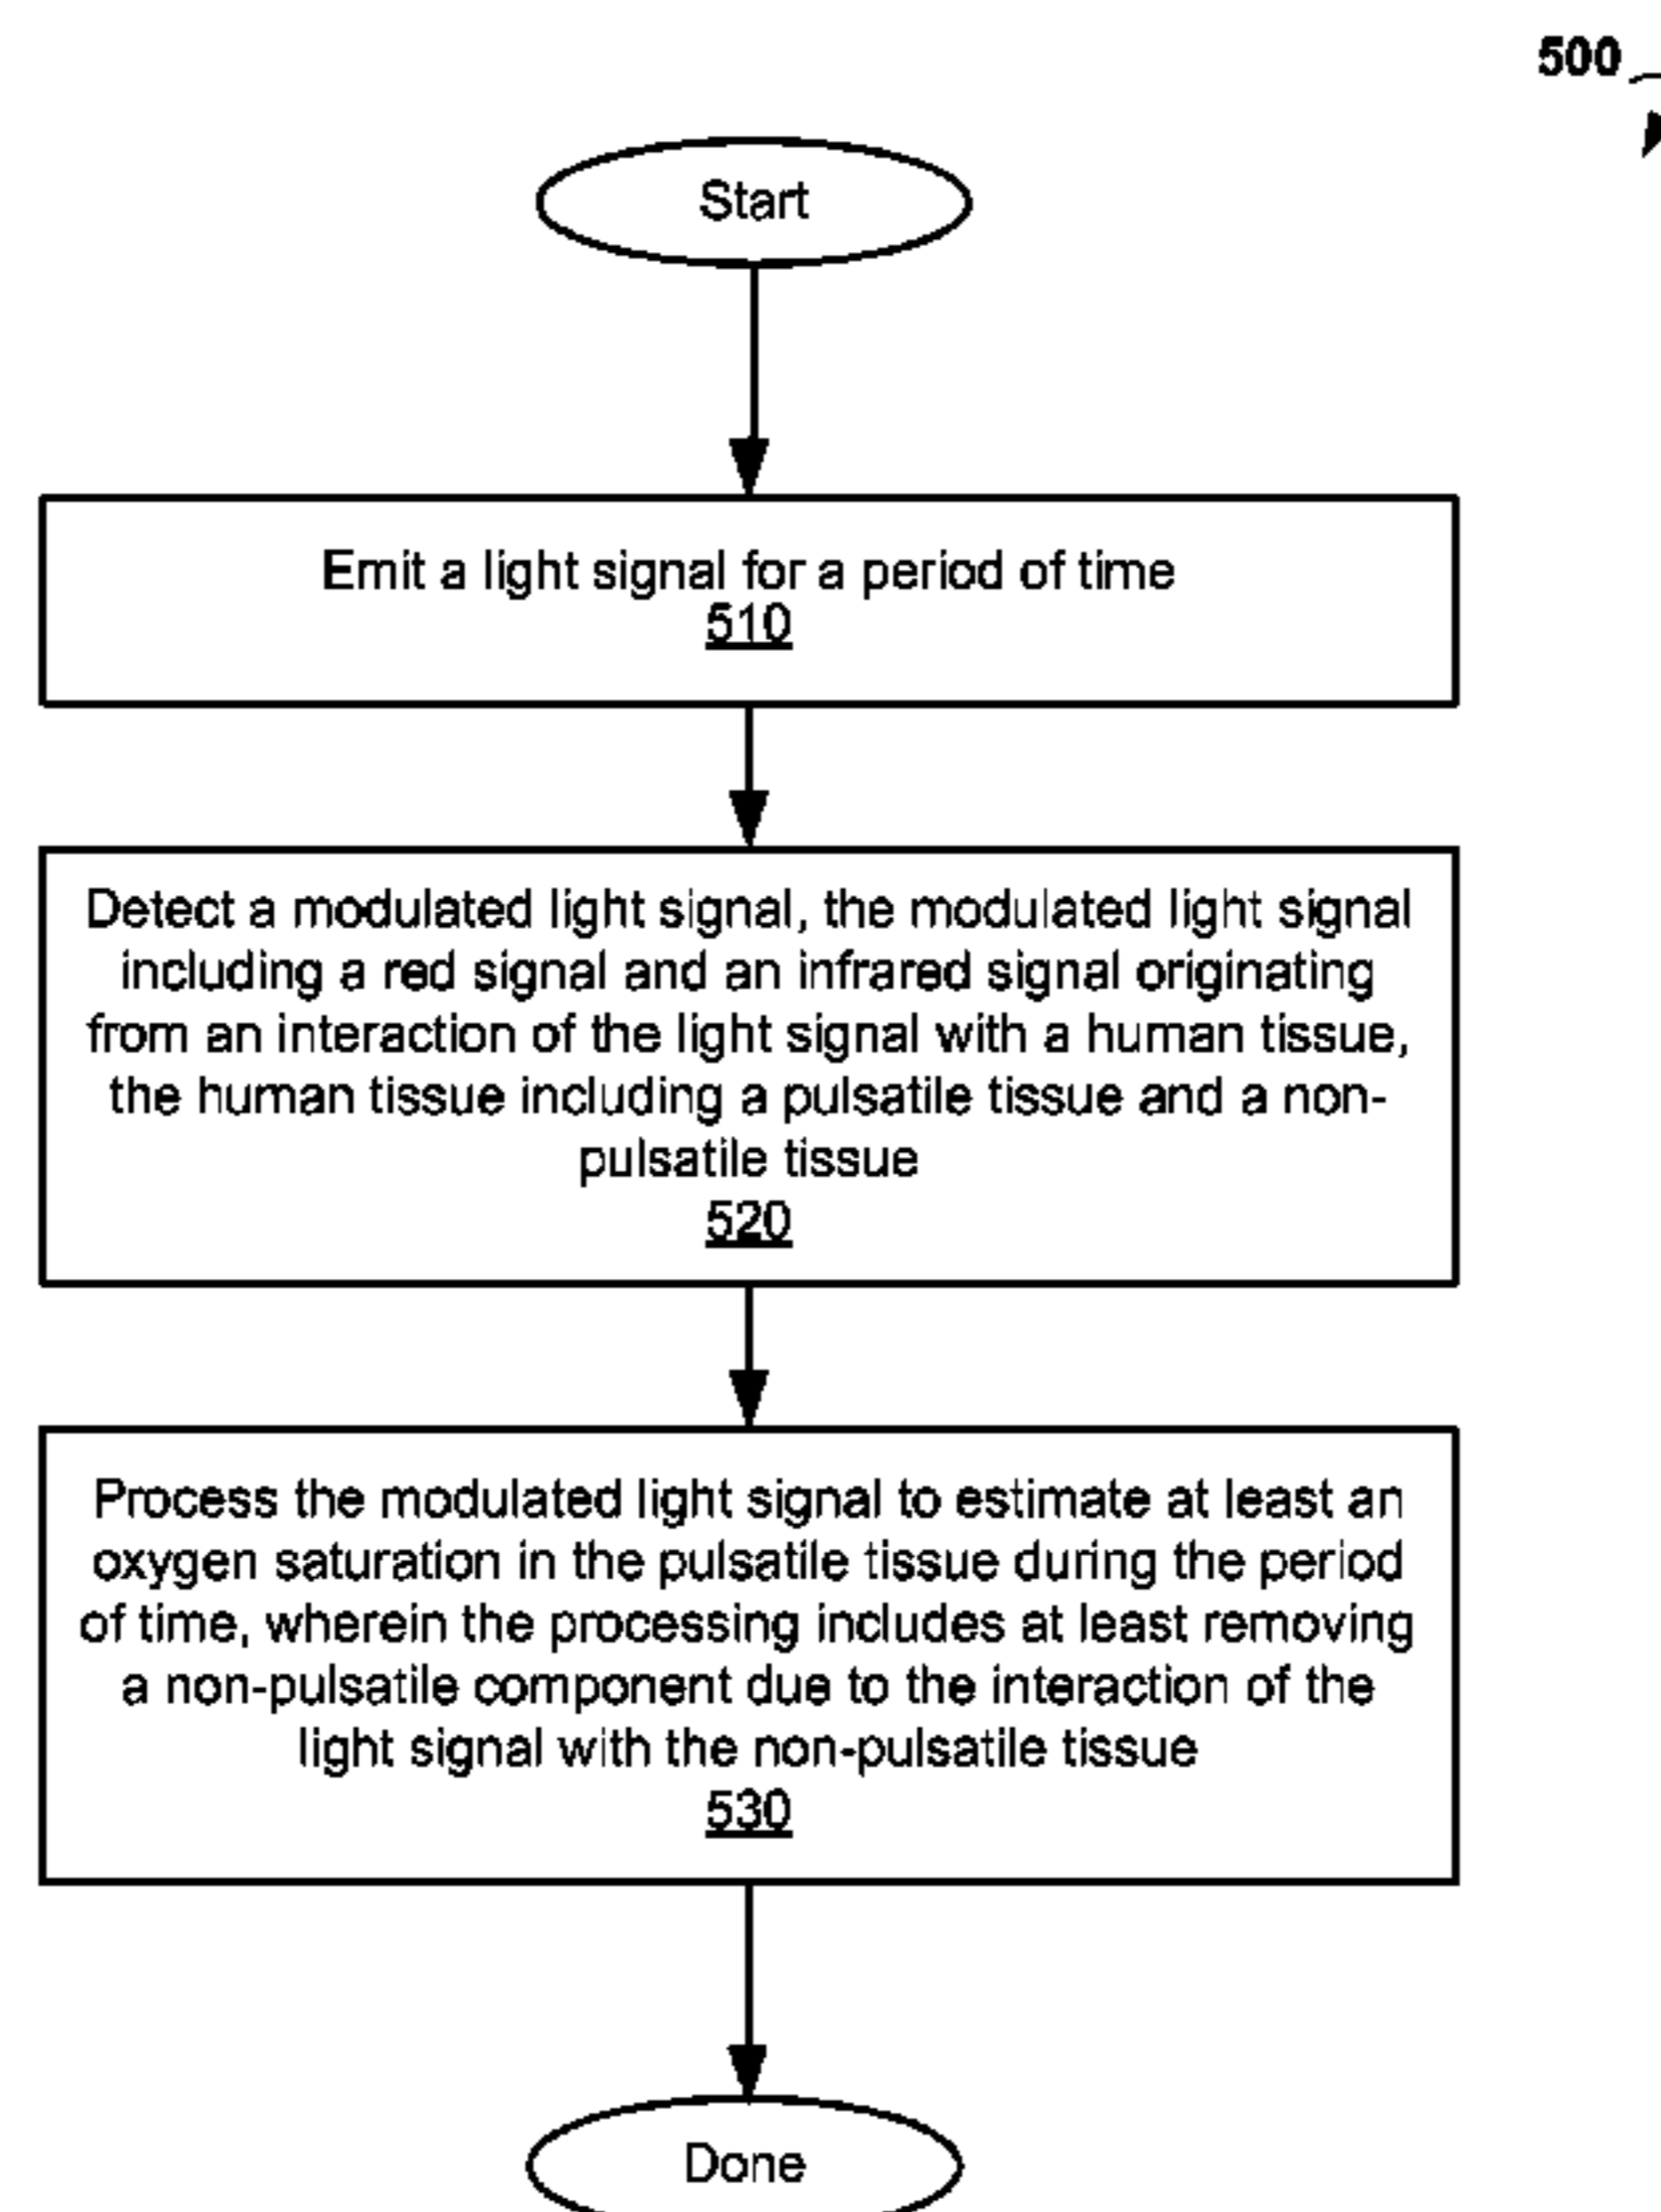 500
Start
Emit a light signal for a period of time
510
Detect a modulated light signal, the modulated light signal
including a red signal and an infrared signal originating
from an interaction of the light signal with a human tissue,
the human tissue including a pulsatile tissue and a non-
pulsatile tissue
520
Process the modulated light signal to estimate at least an
oxygen saturation in the pulsatile tissue during the period
of time, wherein the processing includes at least removing
a non-pulsatile component due to the interaction of the
light signal with the non-pulsatile tissue
530
Done